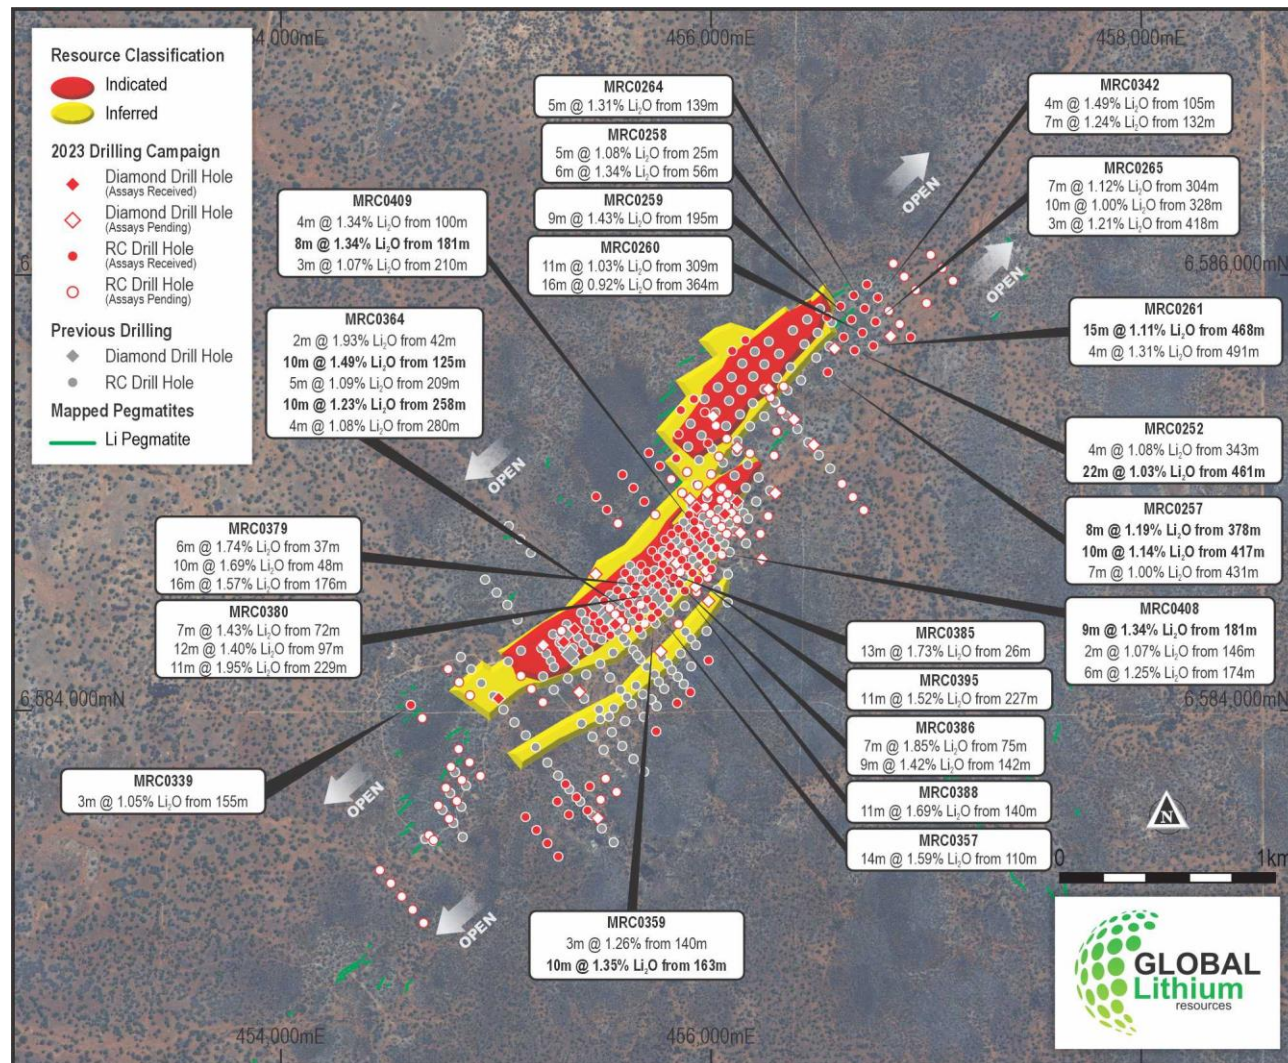 Resource Classification
Indicated
Inferred
2023 Drilling Campaign
Diamond Drill Hole
(Assays Received)
Diamond Drill Hole
(Assays Pending)
RC Drill Hole
(Assays Received)
RC Drill Hole
(Assays Pending)
Previous Drilling
Diamond Drill Hole
RC Drill Hole
Mapped Pegmatites
Li Pegmatite
4,000mE
456,000mE
458,000mE
MRC0264
5m @ 1.31% Li₂O from 139m
MRC0258
5m @ 1.08% Li₂O from 25m
6m @ 1.34% Li₂O from 56m
MRC0259
9m @ 1.43% Li₂O from 195m
MRC0260
11m @ 1.03% Li₂O from 309m
16m @ 0.92% Li₂O from 364m
MRC0342
4m @ 1.49% Li₂O from 105m
7m @ 1.24% Li₂O from 132m
MRC0265
7m @ 1.12% Li₂O from 304m
10m @ 1.00% Li₂O from 328m
3m @ 1.21% Li₂O from 418m
MRC0409
4m @ 1.34% Li₂O from 100m
8m @ 1.34% Li₂O from 181m
3m @ 1.07% Li₂O from 210m
OPEN
OPEN
6
6,586,000mN
MRC0261
15m @ 1.11% Li₂O from 468m
4m @ 1.31% Li₂O from 491m
MRC0364
2m @ 1.93% Li₂O from 42m
10m @ 1.49% Li₂O from 125m
5m @ 1.09% Li₂O from 209m
10m @ 1.23% Li₂O from 258m
4m @ 1.08% Li₂O from 280m
MRC0252
4m @ 1.08% Li₂O from 343m
22m @ 1.03% Li₂O from 461m
OPEN
MRC0257
8m @ 1.19% Li₂O from 378m
10m @ 1.14% Li₂O from 417m
7m @ 1.00% Li₂O from 431m
MRC0379
6m @ 1.74% Li₂O from 37m
10m @ 1.69% Li₂O from 48m
16m @ 1.57% Li₂O from 176m
MRC0380
7m @ 1.43% Li₂O from 72m
12m @ 1.40% Li₂O from 97m
11m @ 1.95% Li₂O from 229m
MRC0408
9m @ 1.34% Li₂O from 181m
2m @ 1.07% Li₂O from 146m
6m @ 1.25% Li₂O from 174m
MRC0385
13m @ 1.73% Li₂O from 26m
MRC0395
11m @ 1.52% Li₂O from 227m
6,584,000mN
6,584,000mN
MRC0386
7m @ 1.85% Li₂O from 75m
9m @ 1.42% Li₂O from 142m
MRC0339
3m @ 1.05% Li₂O from 155m
OPEN
MRC0388
11m @ 1.69% Li₂O from 140m
MRC0357
14m @ 1.59% Li₂O from 110m
N
0
1km
OPEN
MRC0359
3m @ 1.26% from 140m
10m @ 1.35% Li₂O from 163m
GLOBAL
Lithium
resources
454,000mE
456,000mE